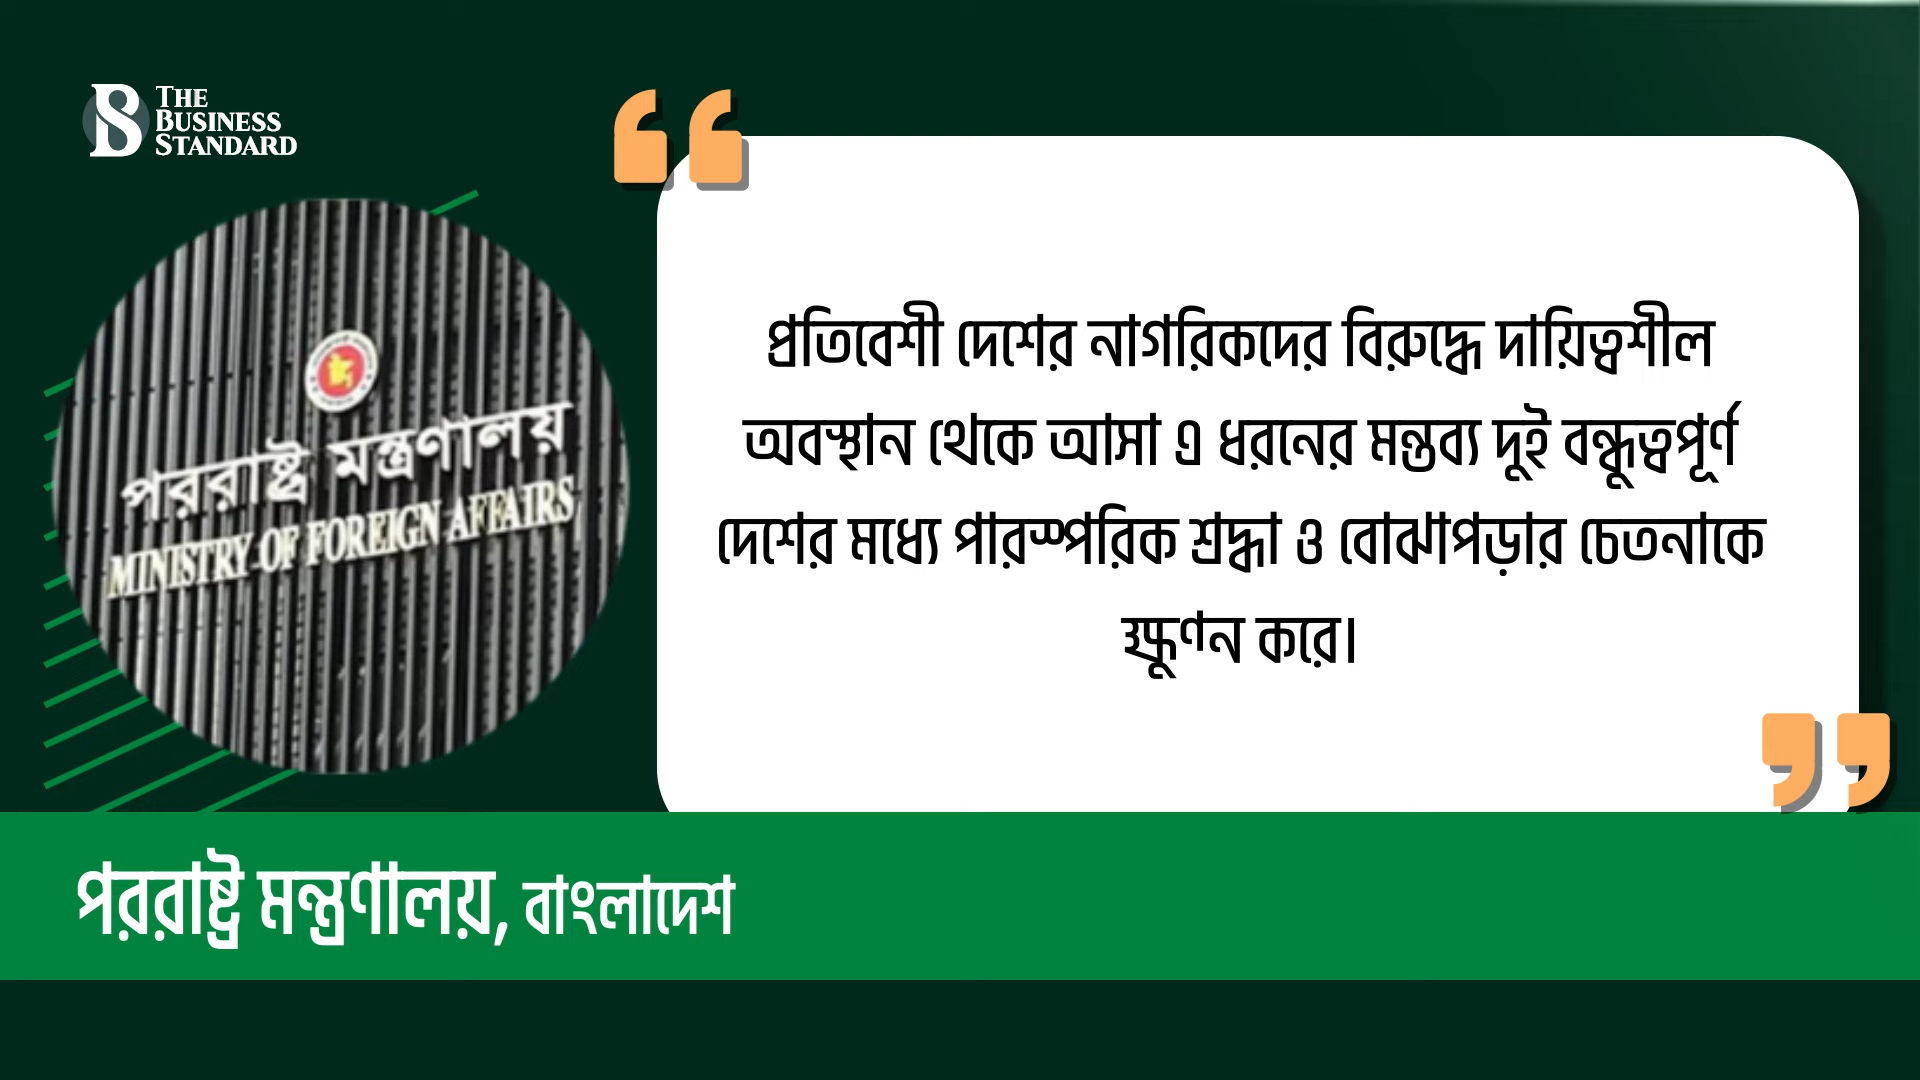 THE
BUSINESS
STANDARD
পররাষ্ট্র মন্ত্রণালয়
MINISTRY OF FOREIGN AFFAIRS
প্রতিবেশী দেশের নাগরিকদের বিরুদ্ধে দায়িত্বশীল
অবস্থান থেকে আসা এ ধরনের মন্তব্য দুই বন্ধুত্বপূর্ণ
দেশের মধ্যে পারস্পরিক শ্রদ্ধা ও বোঝাপড়ার চেতনাকে
ক্ষুণ্ন করে।
পররাষ্ট্র মন্ত্রণালয়, বাংলাদেশ